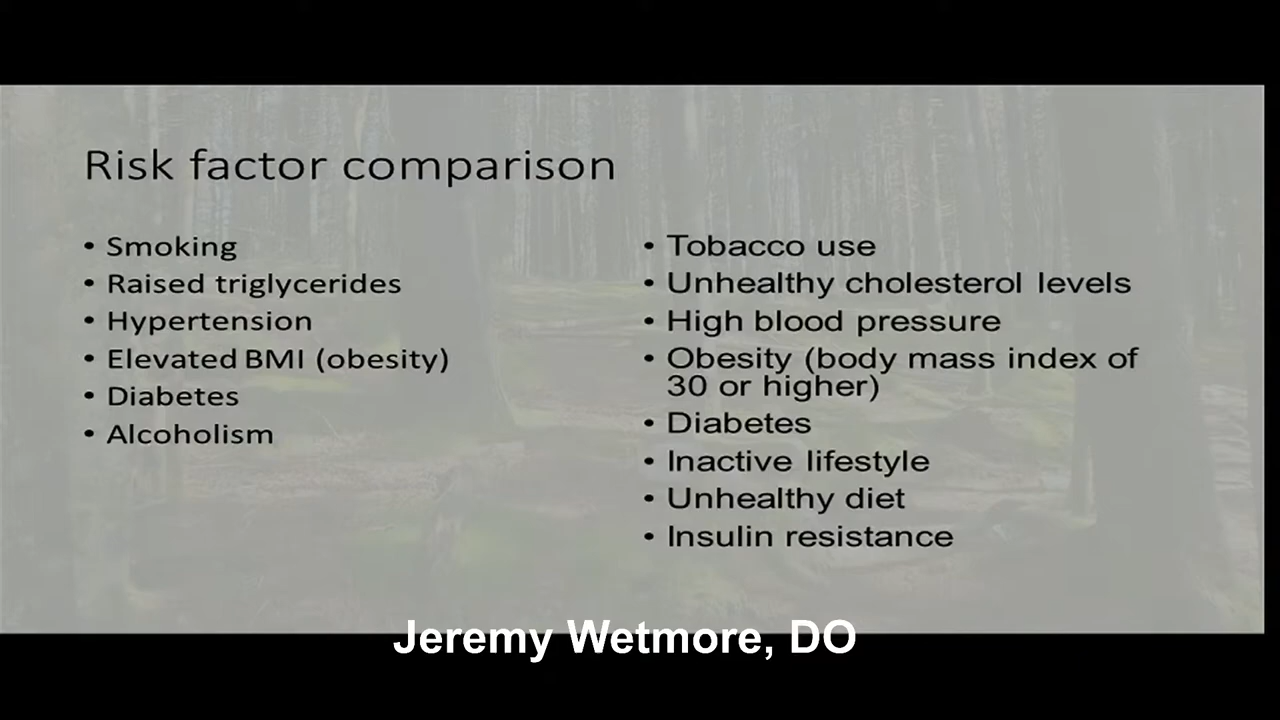 Risk factor comparison
• Smoking
• Raised triglycerides
• Hypertension
• Elevated BMI (obesity)
• Diabetes
• Alcoholism
• Tobacco use
• Unhealthy cholesterol levels
• High blood pressure
• Obesity (body mass index of
30 or higher)
• Diabetes
• Inactive lifestyle
• Unhealthy diet
• Insulin resistance
Jeremy Wetmore, DO